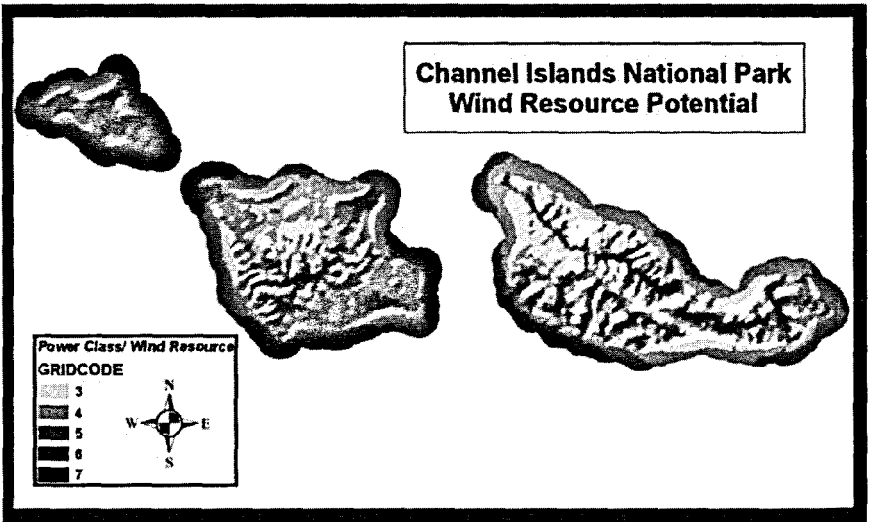 Channel Islands National Park
Wind Resource Potential
Power Class/ Wind Resource
GRIDCODE
3
4
5
6
7
N
W
E
S